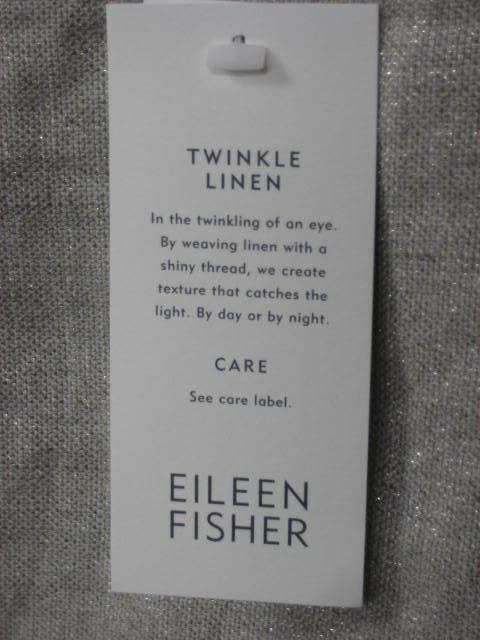 TWINKLE
LINEN
In the twinkling of an eye.
By weaving linen with a
shiny thread, we create
texture that catches the
light. By day or by night.
CARE
See care label.
EILEEN
FISHER